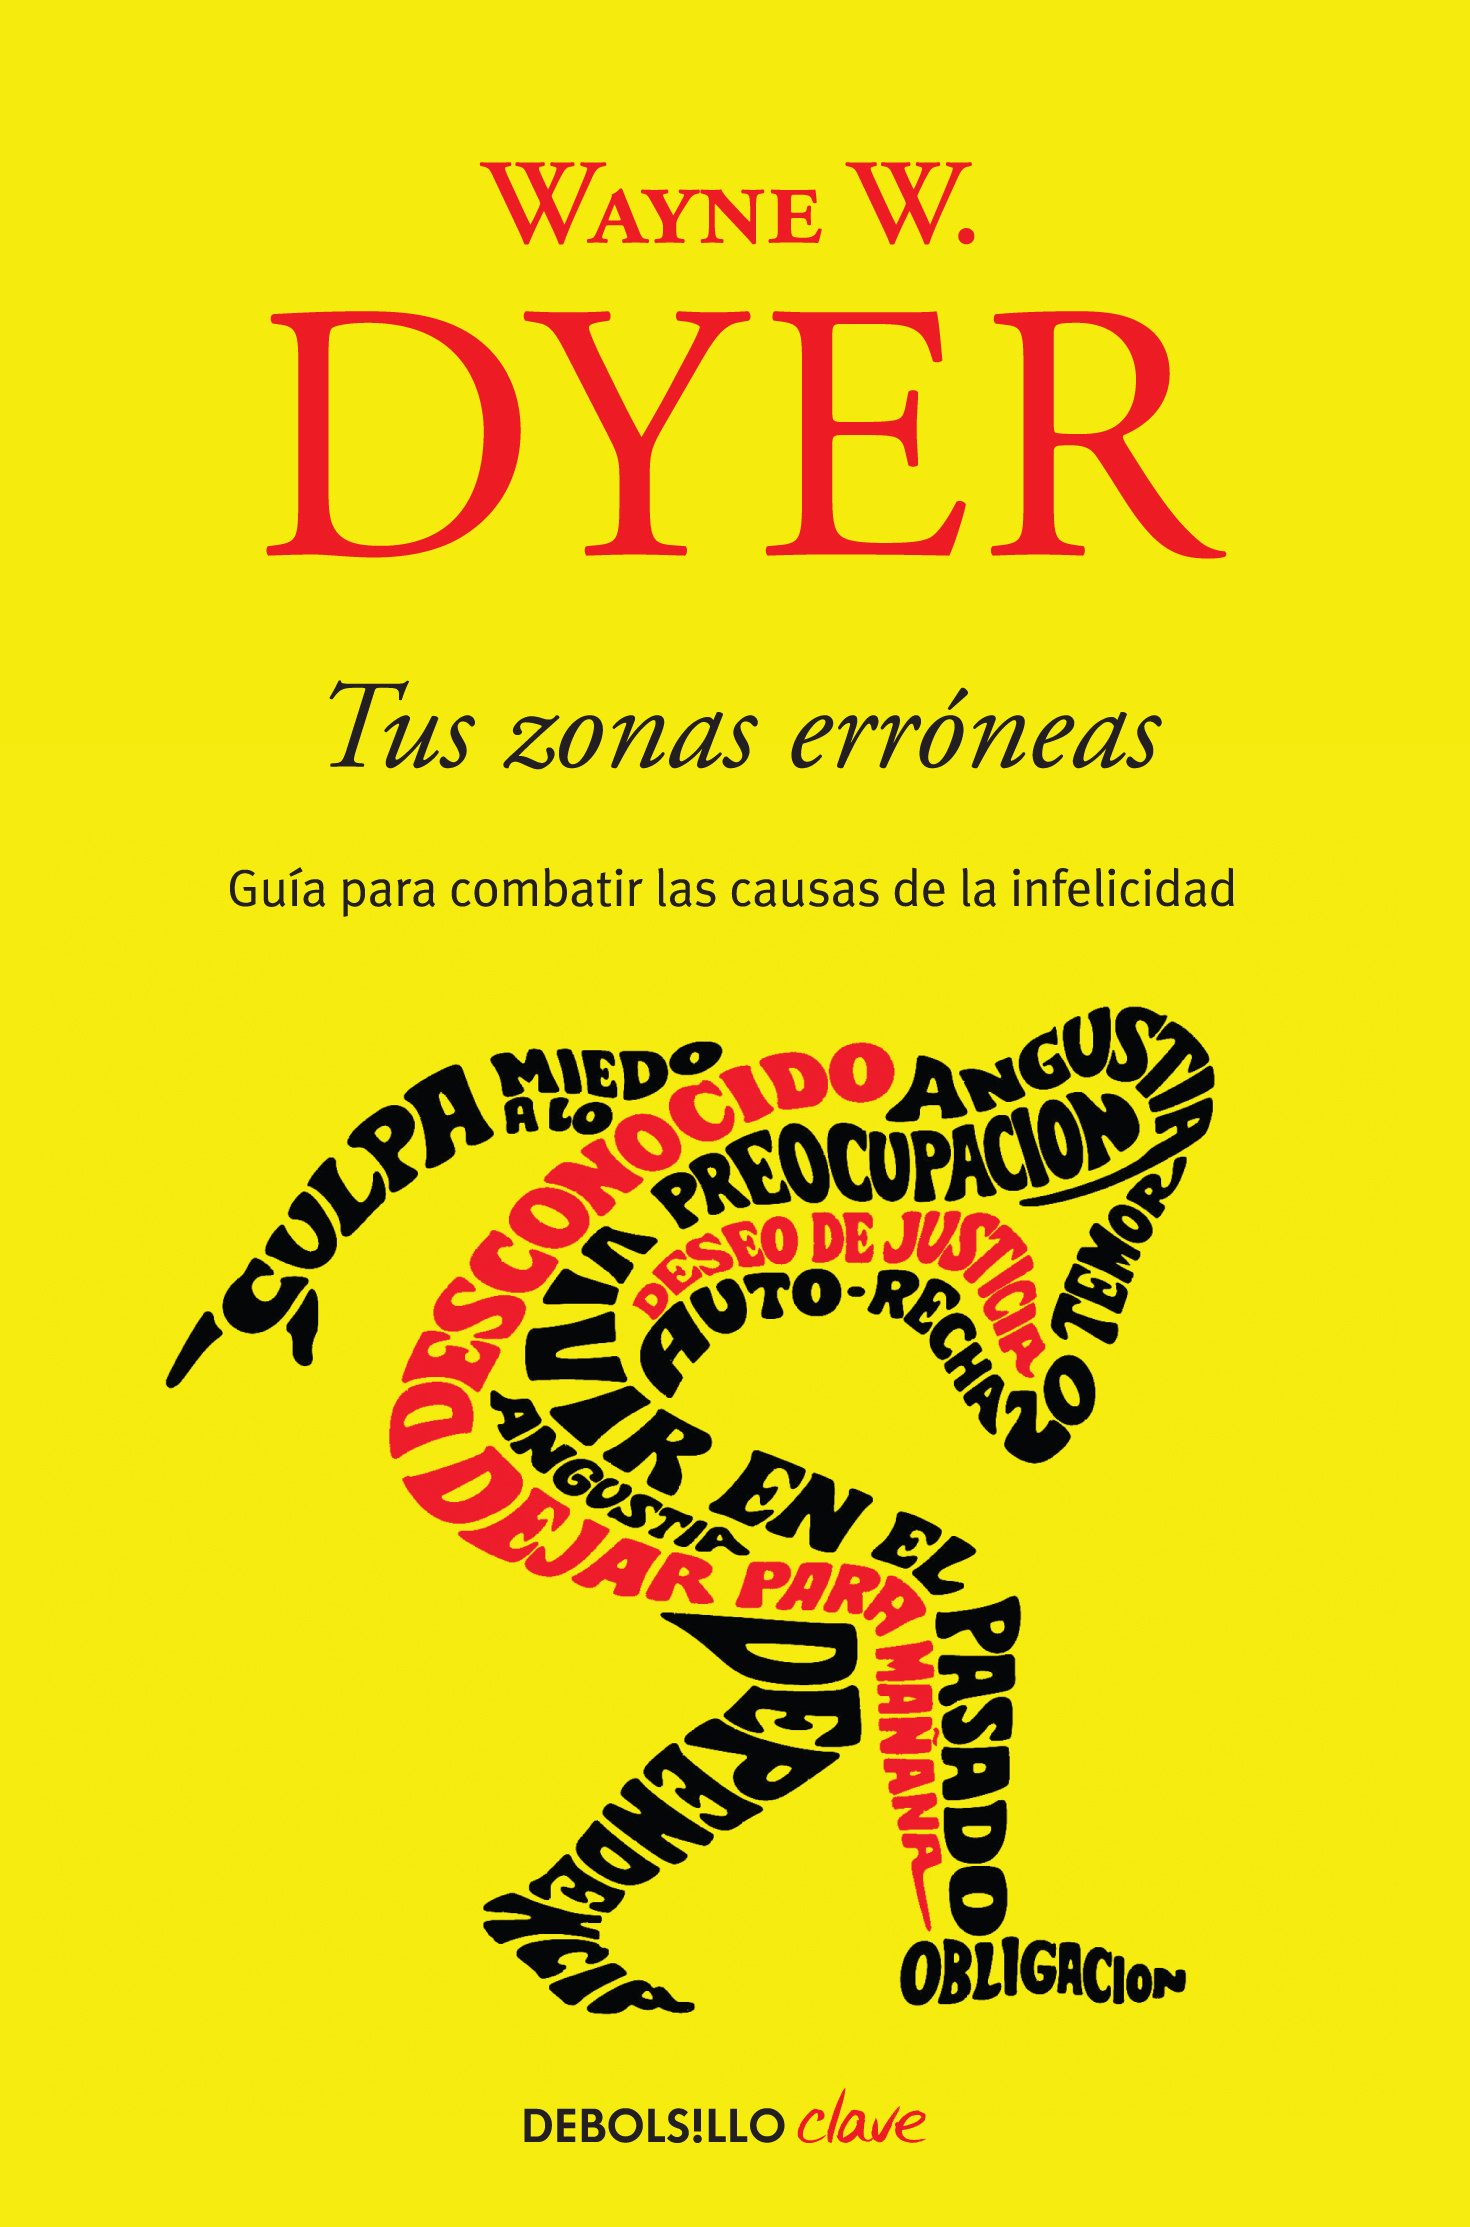 WAYNE W.
DYER
Tus zonas erróneas
Guía para combatir las causas de la infelicidad
CULPA
MIEDO
A LO
DESCONOCIDO
ANGUSTIA
PREOCUPACION
TEMOR
DESEO DE JUSTICIA
AUTO-RECHAZO
VIVIR EN EL PASADO
ANGUSTIA
DEJAR PARA MAÑANA
DEPENDENCIA
OBLIGACION
DEBOLS!LLO clave